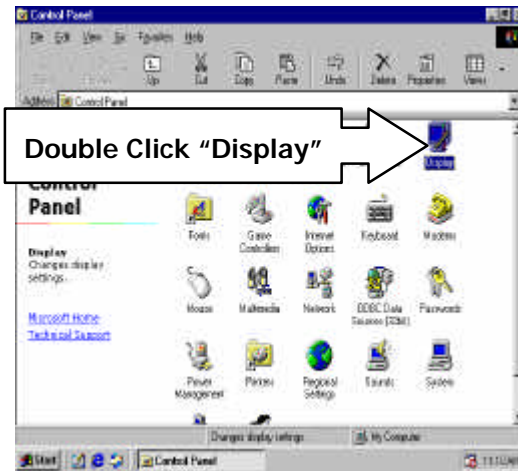 Control Panel
File Edit View Go Favorites Help
Up Cut Copy Paste Undo Delete Properties Views
Address Control Panel
Double Click “Display”
Display
Control
Panel
Fonts Game Controllers Internet Options Keyboard Modems
Display
Changes display
settings.
Mouse Multimedia Network ODBC Data Sources (32bit) Passwords
Microsoft Home
Technical Support
Power Management Printers Regional Settings Sounds System
Changes display settings My Computer
Start Control Panel